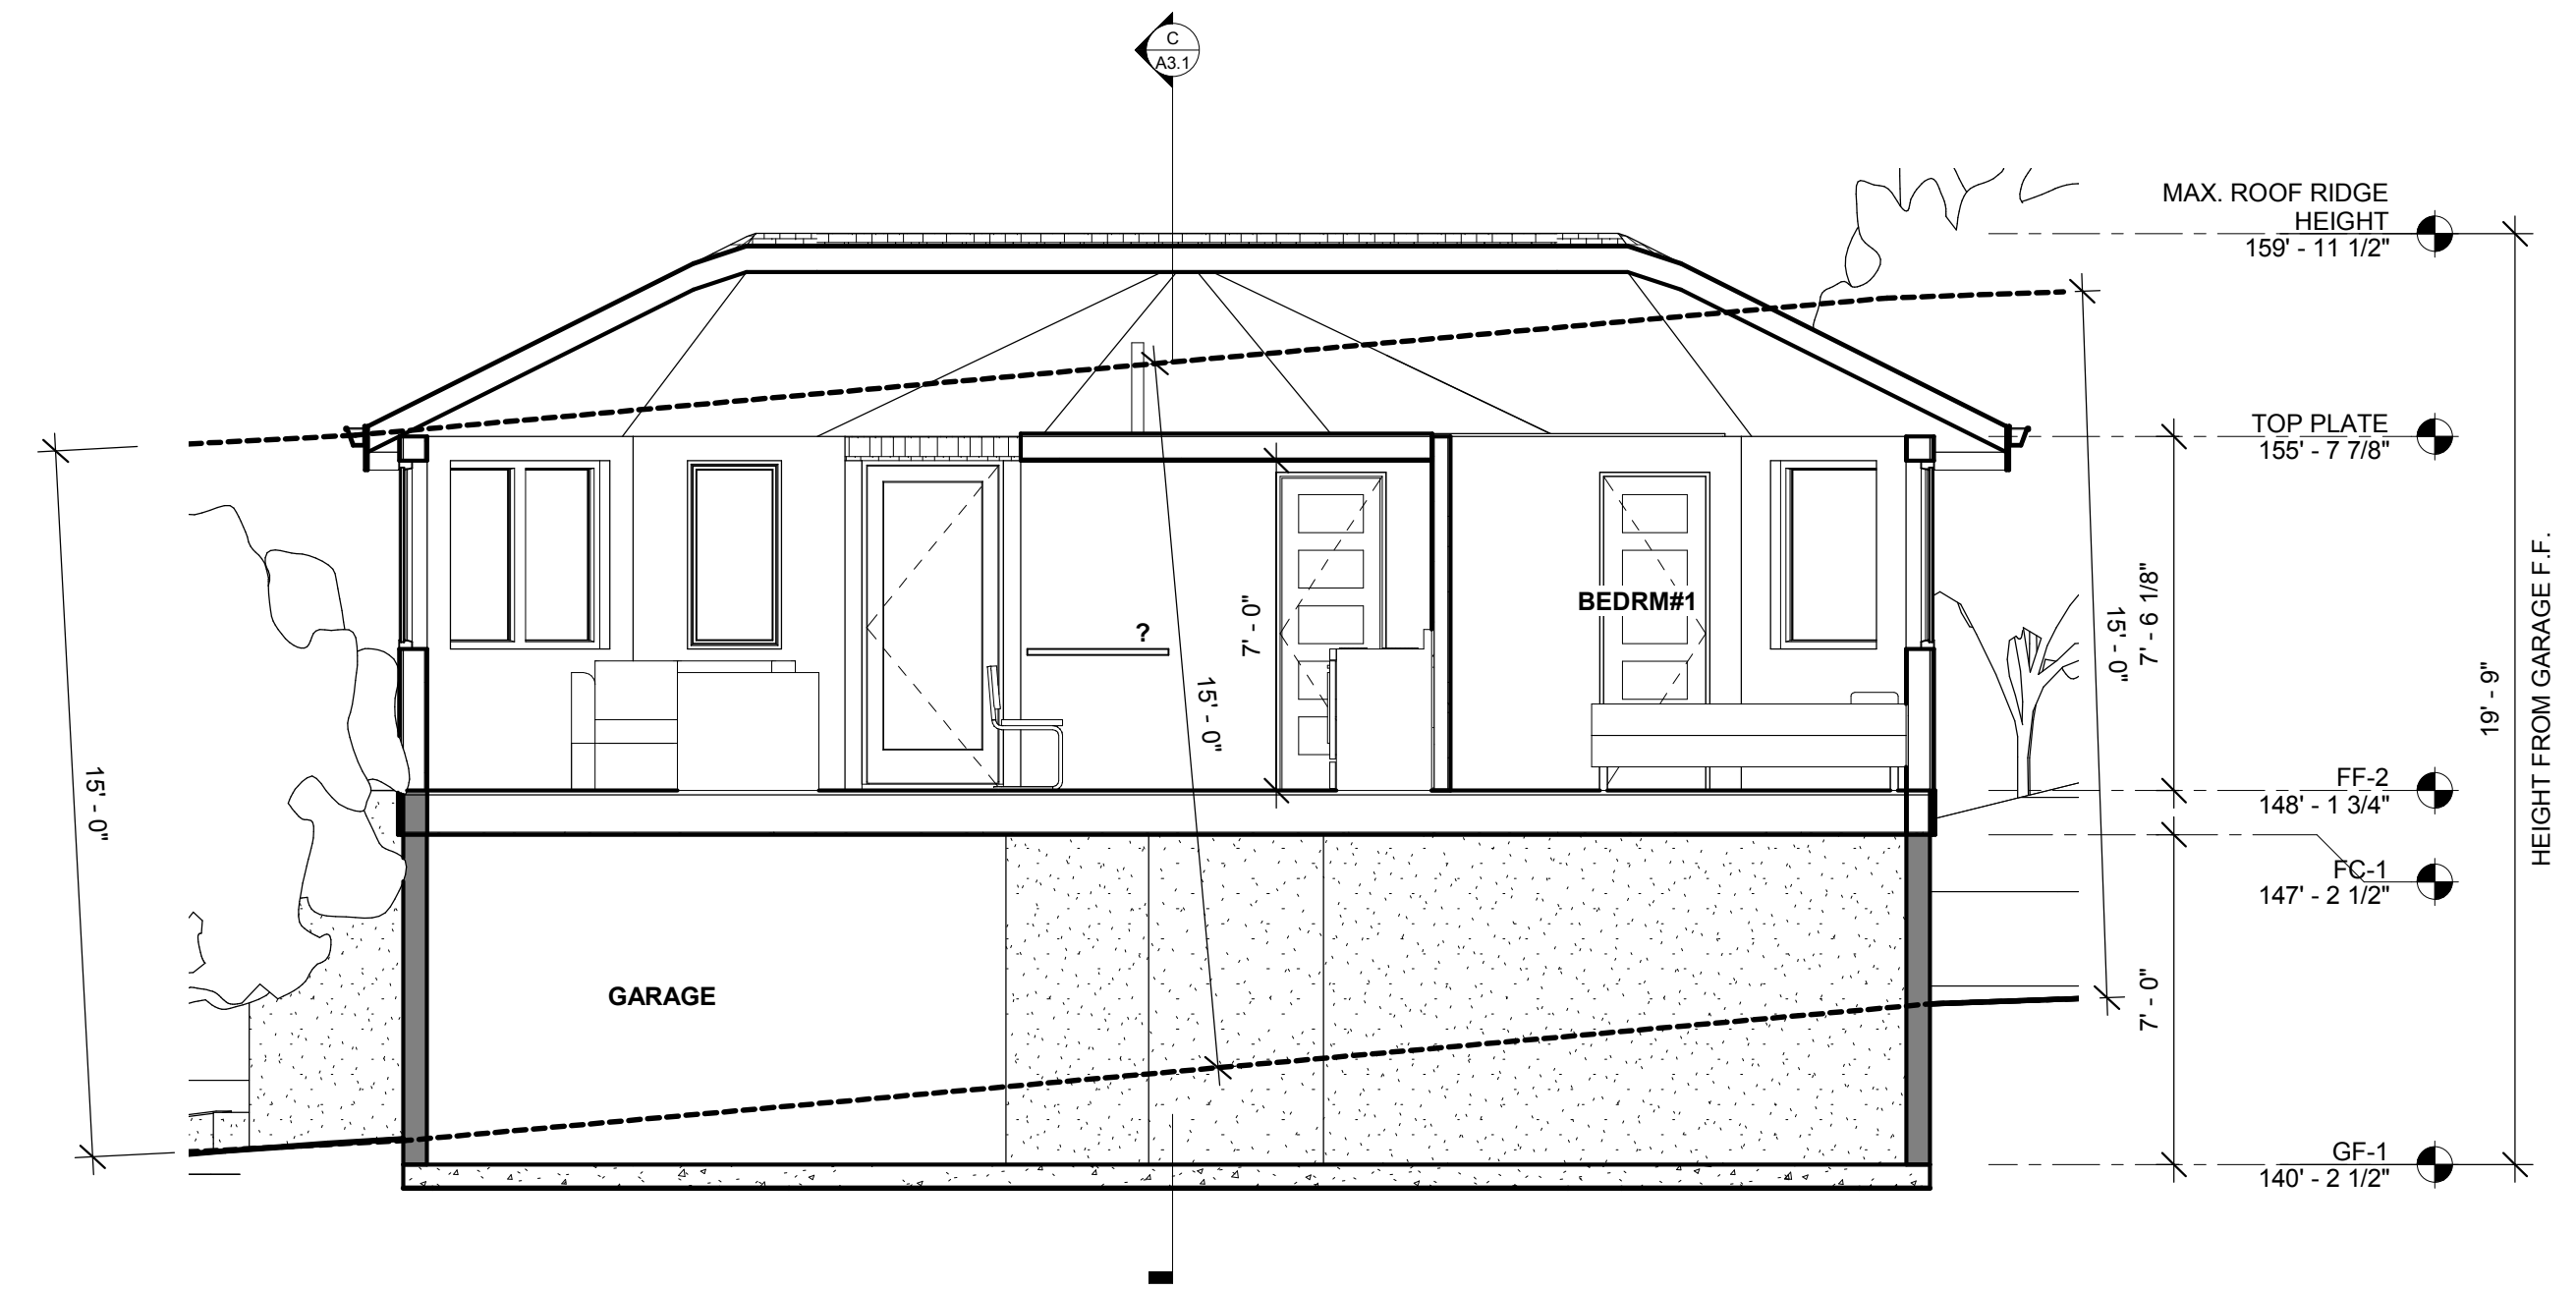 C
A3.1
MAX. ROOF RIDGE
HEIGHT
159' - 11 1/2"
TOP PLATE
155' - 7 7/8"
BEDRM#1
?
7' - 0"
15' - 0"
15' - 0"
15' - 0"
7' - 6 1/8"
19' - 9"
HEIGHT FROM GARAGE F.F.
FF-2
148' - 1 3/4"
FC-1
147' - 2 1/2"
GARAGE
7' - 0"
GF-1
140' - 2 1/2"